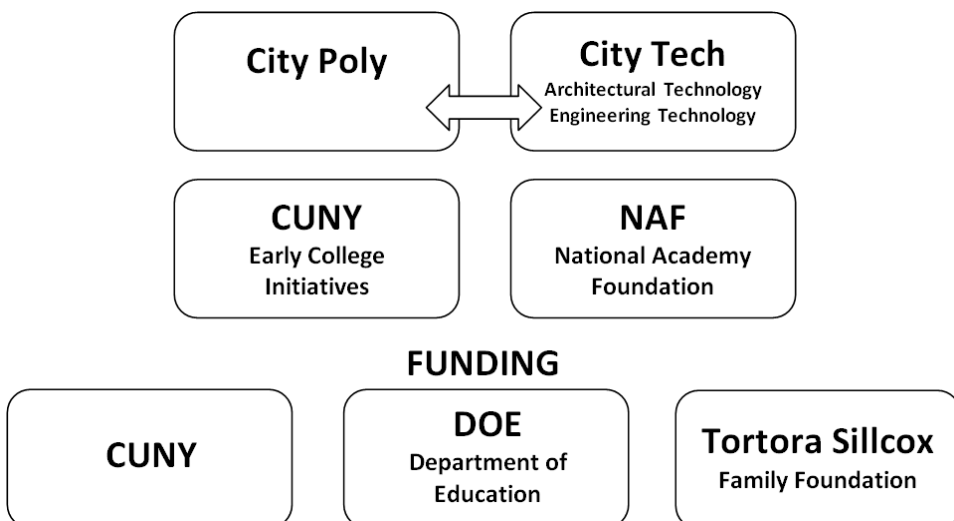 City Poly
City Tech
Architectural Technology
Engineering Technology
CUNY
Early College
Initiatives
NAF
National Academy
Foundation
FUNDING
CUNY
DOE
Department of
Education
Tortora Sillcox
Family Foundation